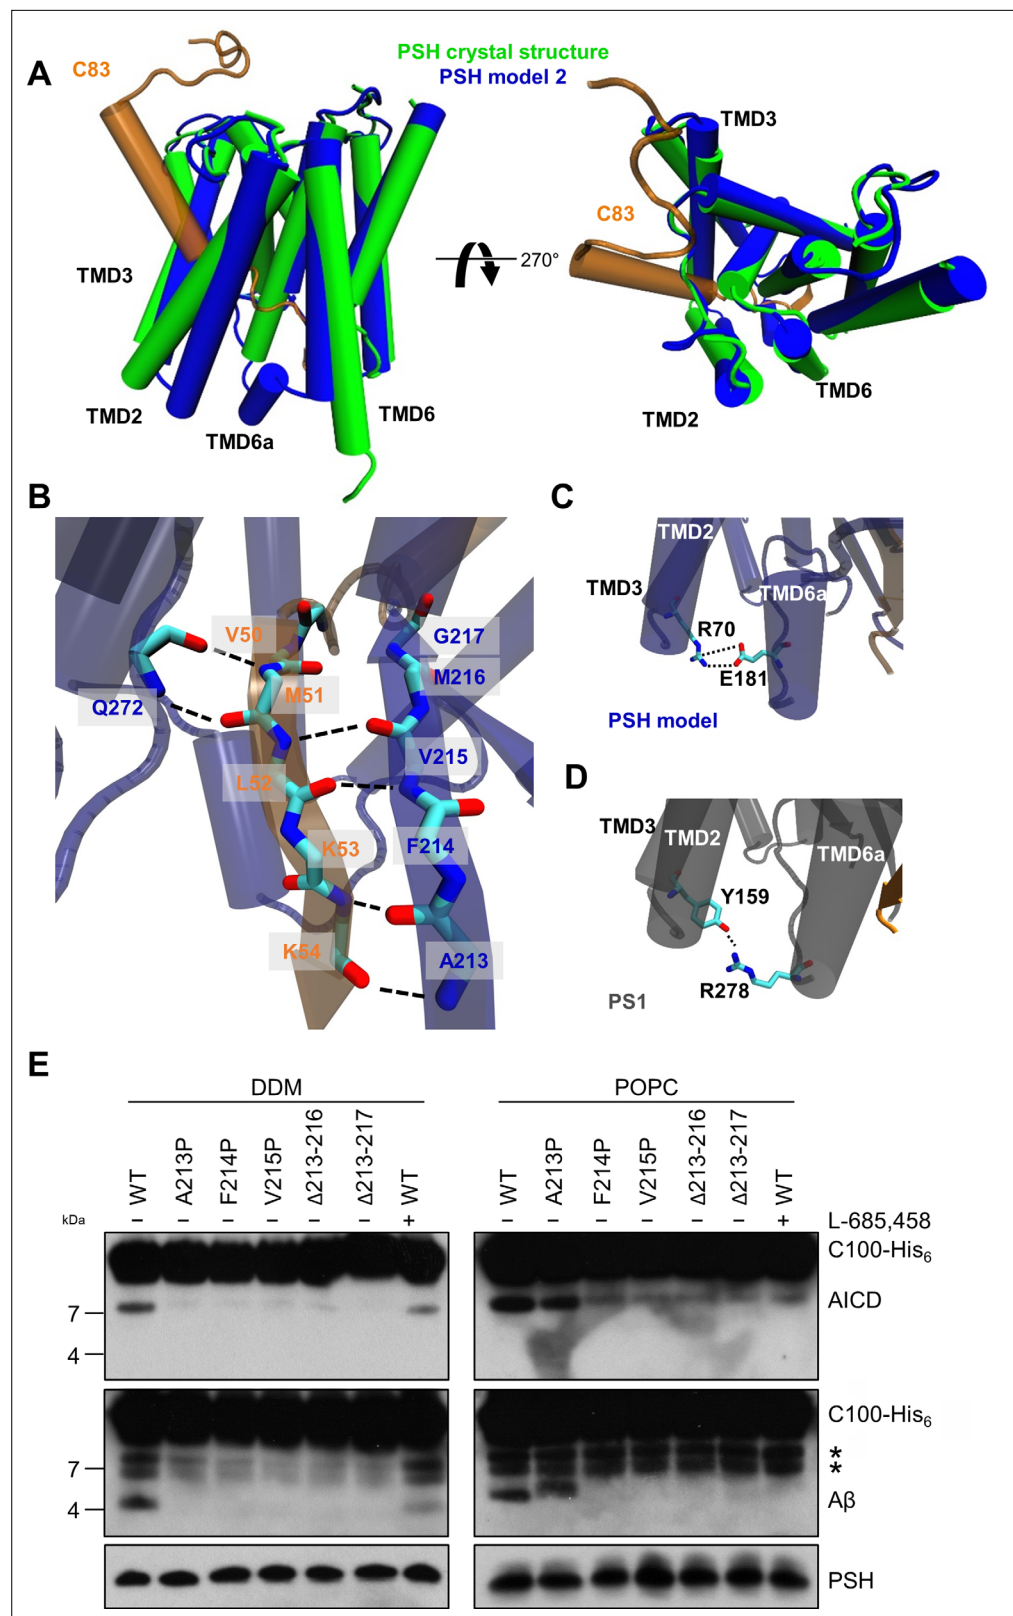 A
C83
PSH crystal structure
PSH model 2
TMD3
TMD2
TMD6a
TMD6
270°
TMD3
C83
TMD6
TMD2
B
V50
M51
Q272
L52
K53
K54
G217
M216
V215
F214
A213
C
TMD2
TMD3
TMD6a
R70
E181
PSH model
D
TMD3
TMD2
TMD6a
Y159
R278
PS1
E
DDM
POPC
WT A213P F214P V215P Δ213-216 Δ213-217 WT
WT A213P F214P V215P Δ213-216 Δ213-217 WT
kDa
– – – – – – +
– – – – – – + L-685,458
C100-His6
AICD
7
4
C100-His6
*
*
7
4
Aβ
PSH